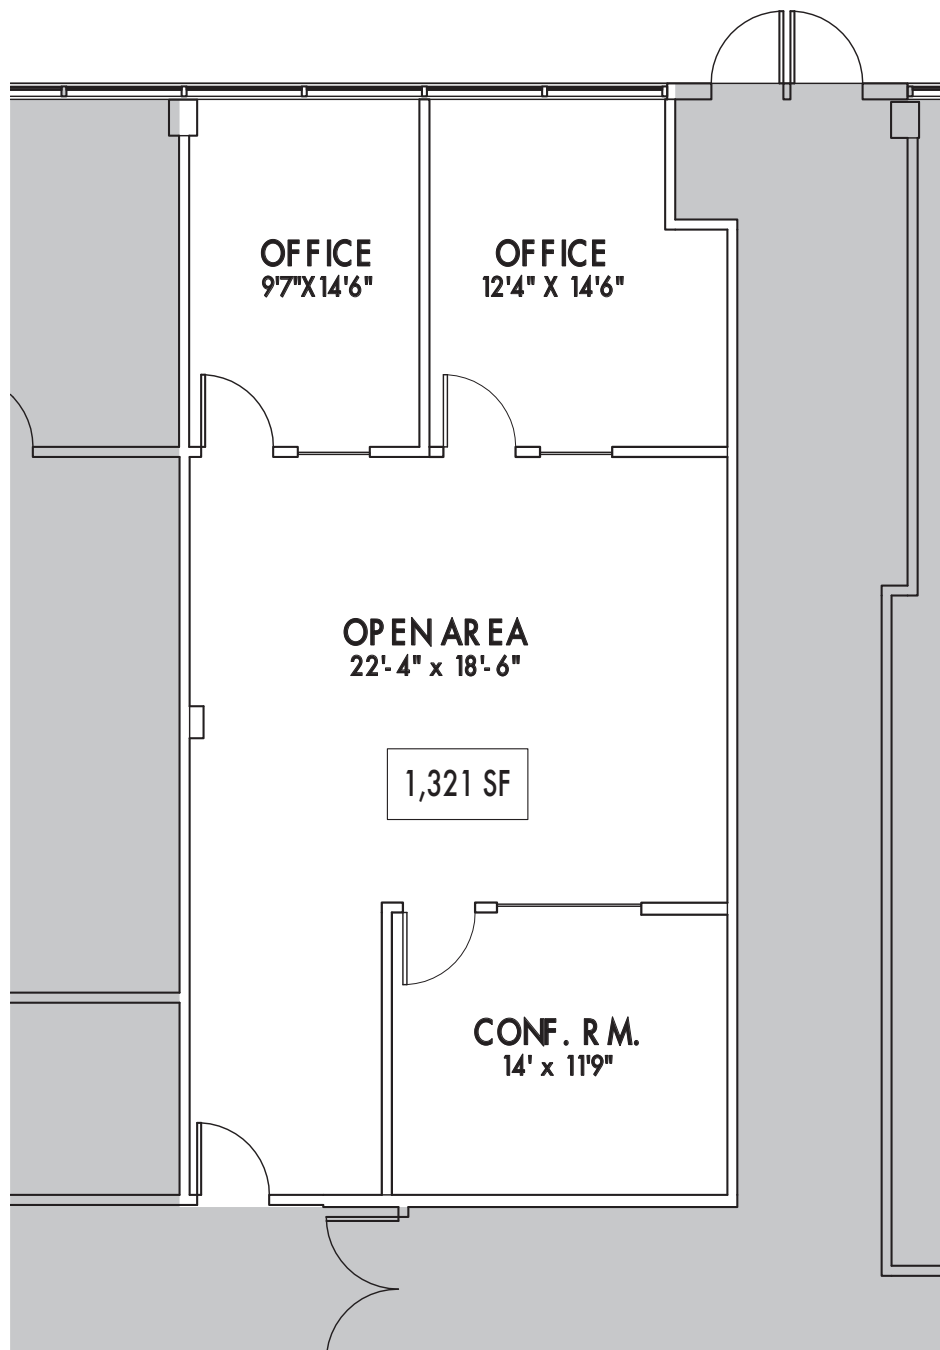 OFFICE
9'7"X14'6"
OFFICE
12'4" X 14'6"
OPEN AREA
22'-4" x 18'-6"
1,321 SF
CONF. RM.
14' x 11'9"